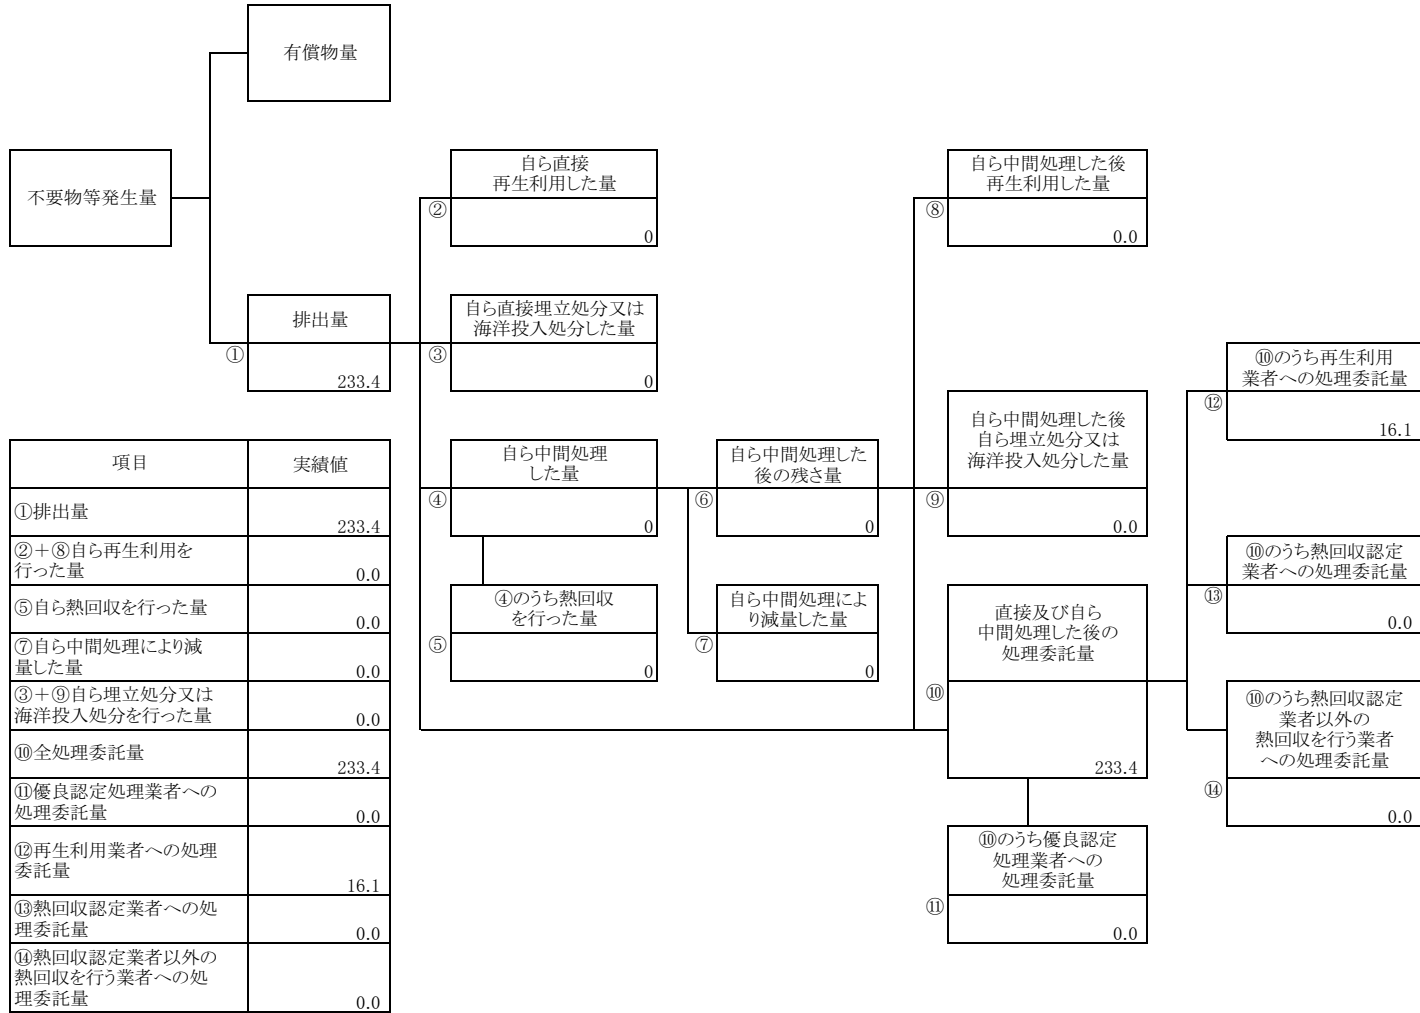 有償物量
不要物等発生量
自ら直接
再生利用した量
②
0
自ら中間処理した後
再生利用した量
⑧
0.0
排出量
①
233.4
自ら直接埋立処分又は
海洋投入処分した量
③
0
⑩のうち再生利用
業者への処理委託量
⑫
16.1
自ら中間処理
した量
④
0
自ら中間処理した
後の残さ量
⑥
0
自ら中間処理した後
自ら埋立処分又は
海洋投入処分した量
⑨
0.0
⑩のうち熱回収認定
業者への処理委託量
⑬
0.0
④のうち熱回収
を行った量
⑤
0
自ら中間処理によ
り減量した量
⑦
0
直接及び自ら
中間処理した後の
処理委託量
⑩
233.4
⑩のうち熱回収認定
業者以外の
熱回収を行う業者
への処理委託量
⑭
0.0
⑩のうち優良認定
処理業者への
処理委託量
⑪
0.0
項目
実績値
①排出量
233.4
②＋⑧自ら再生利用を
行った量
0.0
⑤自ら熱回収を行った量
0.0
⑦自ら中間処理により減
量した量
0.0
③＋⑨自ら埋立処分又は
海洋投入処分を行った量
0.0
⑩全処理委託量
233.4
⑪優良認定処理業者への
処理委託量
0.0
⑫再生利用業者への処理
委託量
16.1
⑬熱回収認定業者への処
理委託量
0.0
⑭熱回収認定業者以外の
熱回収を行う業者への処
理委託量
0.0